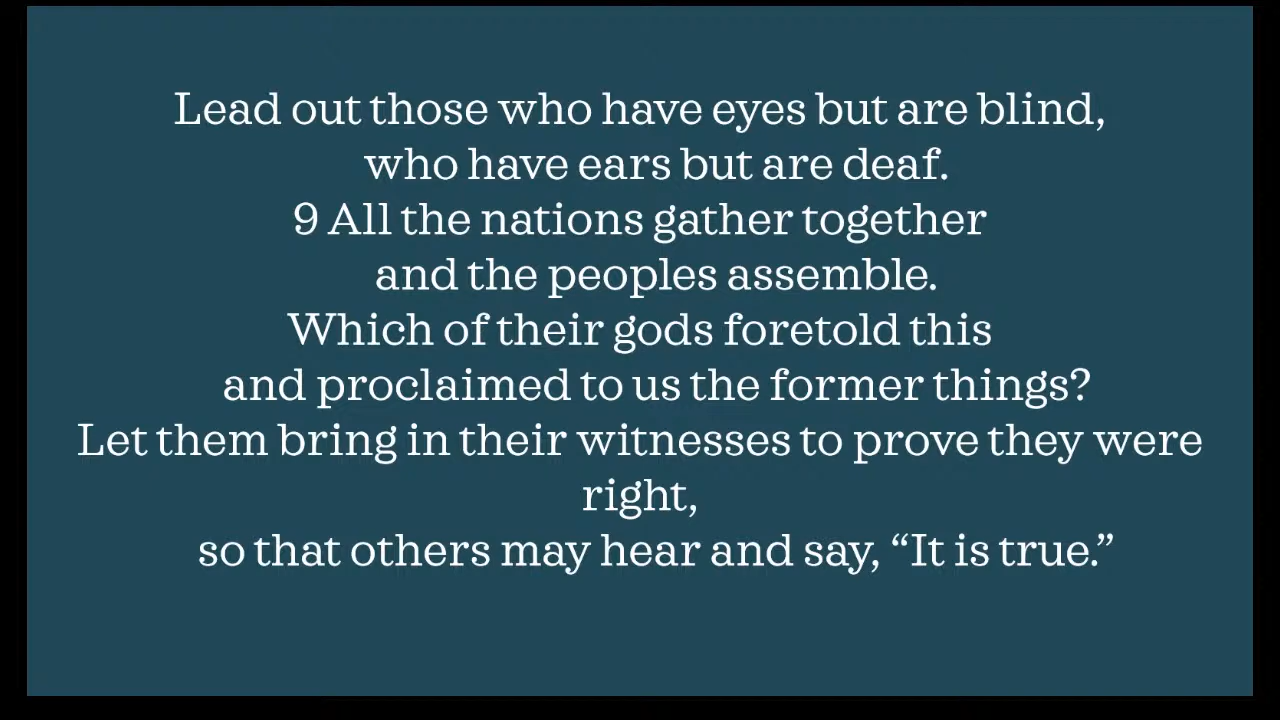 Lead out those who have eyes but are blind,
who have ears but are deaf.
9 All the nations gather together
and the peoples assemble.
Which of their gods foretold this
and proclaimed to us the former things?
Let them bring in their witnesses to prove they were
right,
so that others may hear and say, “It is true.”